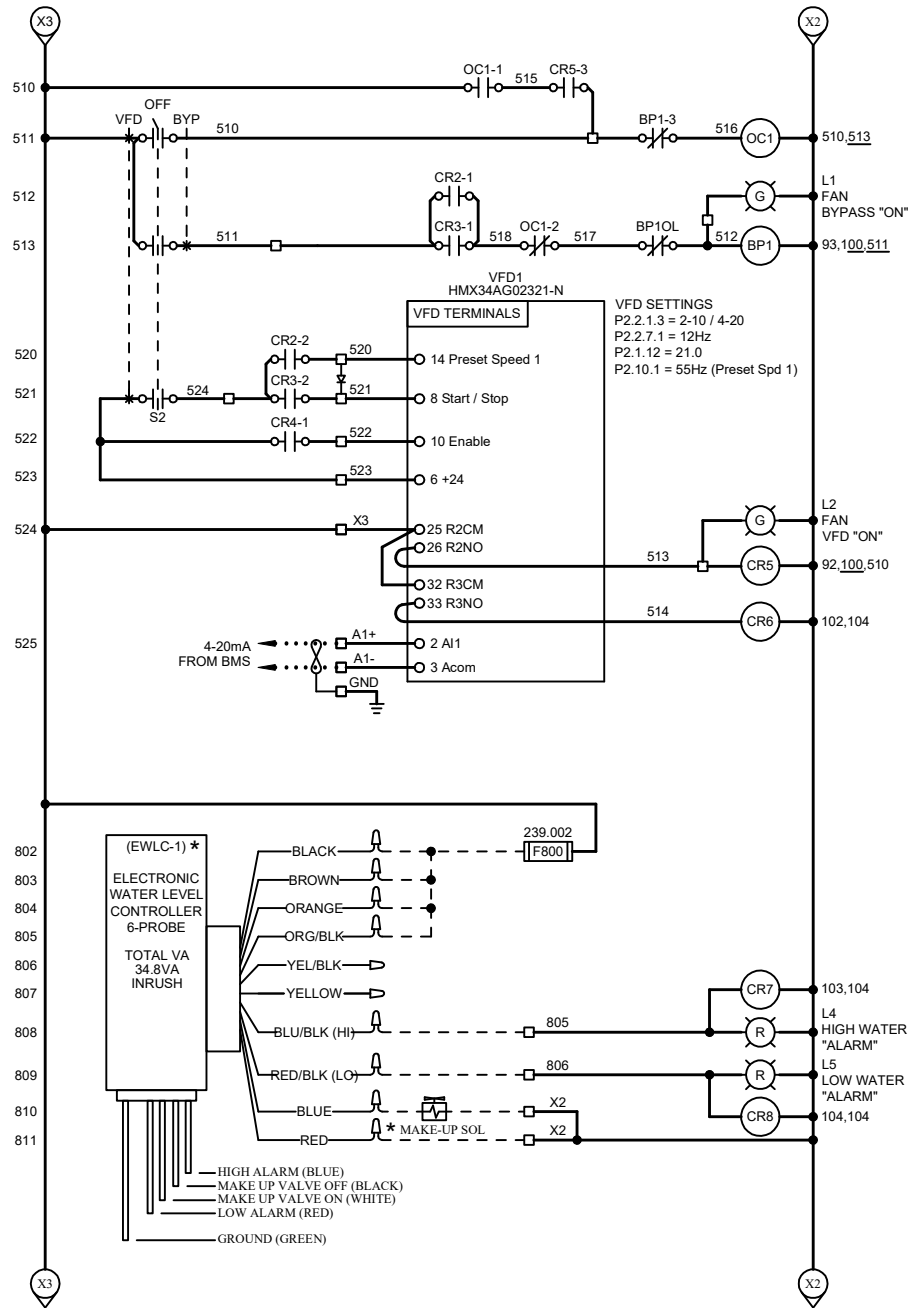 X3 X2
OC1-1 515 CR5-3
510
OFF
VFD BYP 510 BP1-3 516
511 OC1 510,513
CR2-1 L1
512 G FAN
BYPASS "ON"
CR3-1 OC1-2 BP1OL
513 511 518 517 512 BP1 93,100,511
VFD1
HMX34AG02321-N
VFD TERMINALS
VFD SETTINGS
P2.2.1.3 = 2-10 / 4-20
P2.2.7.1 = 12Hz
P2.1.12 = 21.0
P2.10.1 = 55Hz (Preset Spd 1)
CR2-2 520
520 14 Preset Speed 1
CR3-2 521
521 524 8 Start / Stop
S2
CR4-1 522
522 10 Enable
523
523 6 +24
X3
524 25 R2CM
L2
G FAN
VFD "ON"
26 R2NO
513 CR5 92,100,510
32 R3CM
33 R3NO
514 CR6 102,104
525 4-20mA A1+ 2 AI1
FROM BMS A1- 3 Acom
GND
239.002
802 BLACK F800
(EWLC-1) *
ELECTRONIC
WATER LEVEL
CONTROLLER
6-PROBE
TOTAL VA
34.8VA
INRUSH
803 BROWN
804 ORANGE
805 ORG/BLK
806 YEL/BLK
807 YELLOW CR7 103,104
808 BLU/BLK (HI) 805 R
L4
HIGH WATER
"ALARM"
809 RED/BLK (LO) 806 R
L5
LOW WATER
"ALARM"
810 BLUE X2 CR8 104,104
811 RED * MAKE-UP SOL X2
HIGH ALARM (BLUE)
MAKE UP VALVE OFF (BLACK)
MAKE UP VALVE ON (WHITE)
LOW ALARM (RED)
GROUND (GREEN)
X3 X2